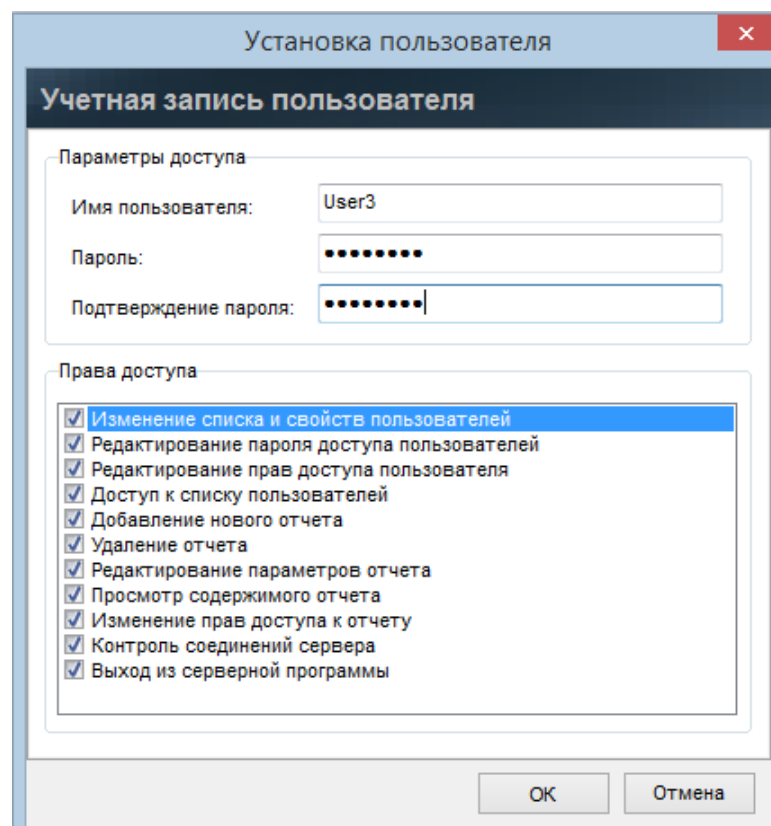 Установка пользователя
Учетная запись пользователя
Параметры доступа
Имя пользователя: User3
Пароль: ••••••••
Подтверждение пароля: ••••••••
Права доступа
Изменение списка и свойств пользователей
Редактирование пароля доступа пользователей
Редактирование прав доступа пользователя
Доступ к списку пользователей
Добавление нового отчета
Удаление отчета
Редактирование параметров отчета
Просмотр содержимого отчета
Изменение прав доступа к отчету
Контроль соединений сервера
Выход из серверной программы
OK Отмена